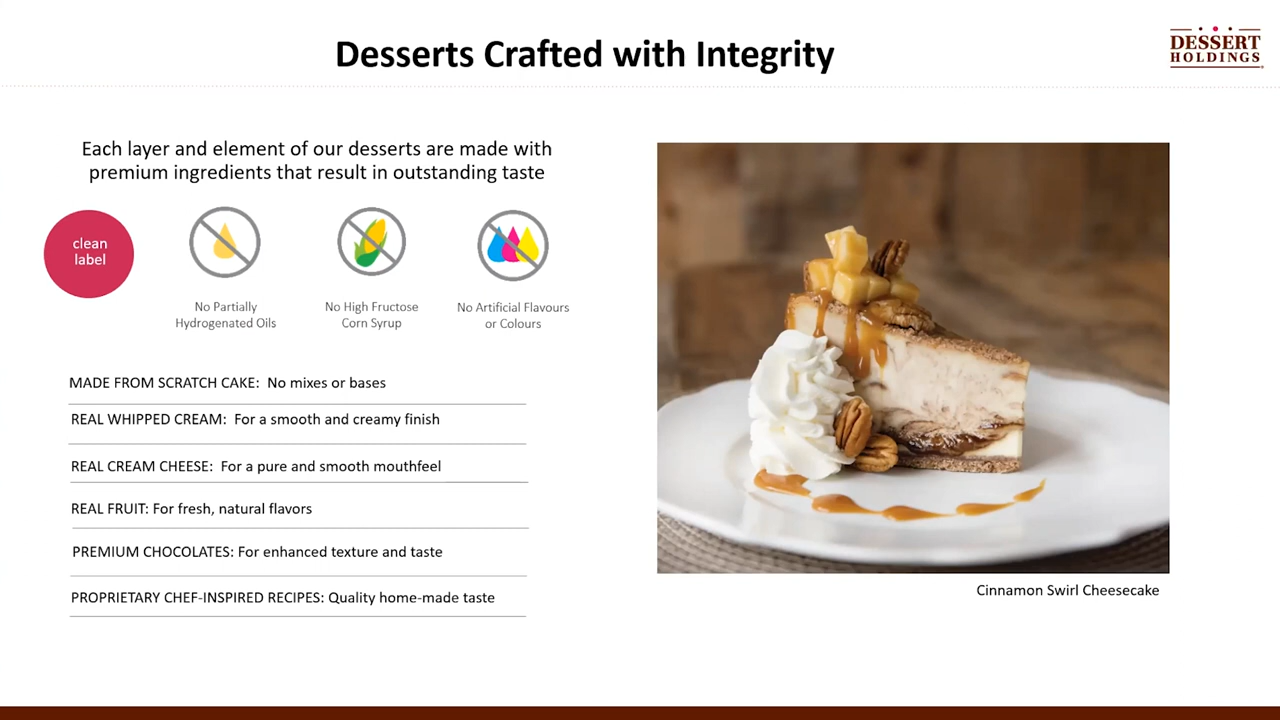 Desserts Crafted with Integrity
DESSERT
HOLDINGS
Each layer and element of our desserts are made with
premium ingredients that result in outstanding taste
clean
label
No Partially
Hydrogenated Oils
No High Fructose
Corn Syrup
No Artificial Flavours
or Colours
MADE FROM SCRATCH CAKE: No mixes or bases
REAL WHIPPED CREAM: For a smooth and creamy finish
REAL CREAM CHEESE: For a pure and smooth mouthfeel
REAL FRUIT: For fresh, natural flavors
PREMIUM CHOCOLATES: For enhanced texture and taste
PROPRIETARY CHEF-INSPIRED RECIPES: Quality home-made taste
Cinnamon Swirl Cheesecake